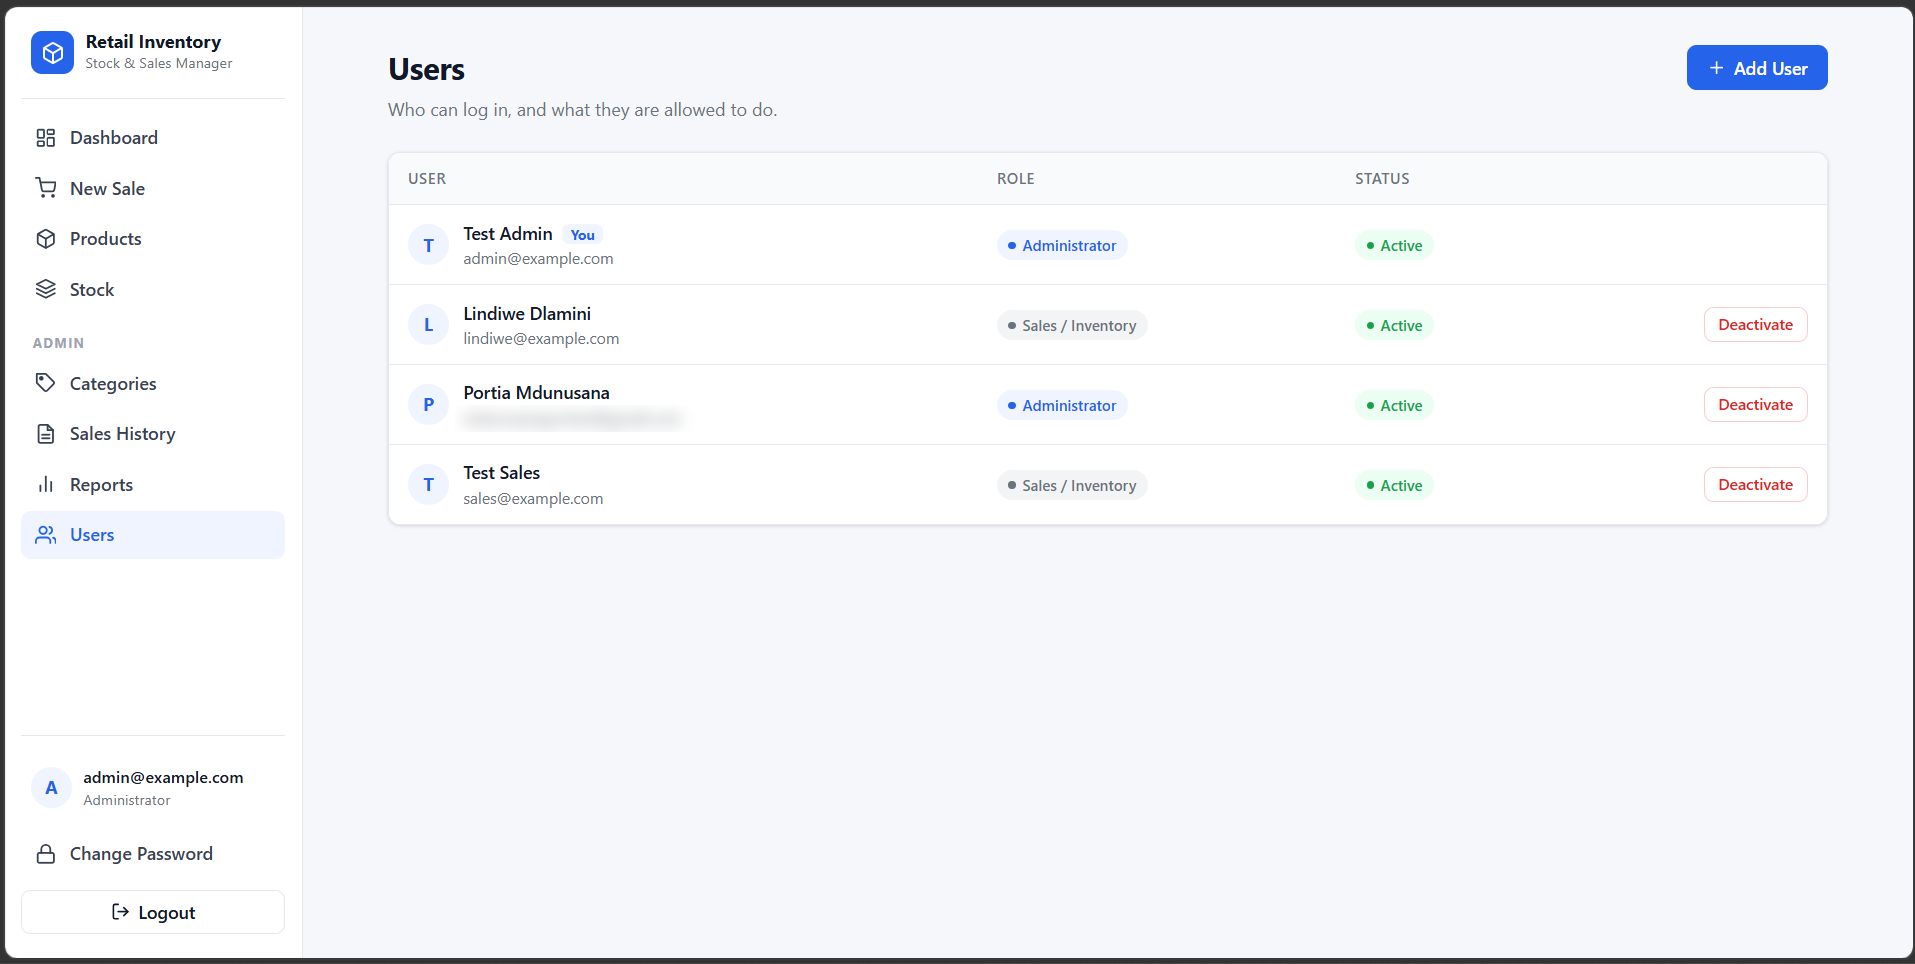 Retail Inventory
Stock & Sales Manager
Dashboard
New Sale
Products
Stock
ADMIN
Categories
Sales History
Reports
Users
admin@example.com
Administrator
Change Password
Logout
Users
Who can log in, and what they are allowed to do.
+ Add User
USER ROLE STATUS
T Test Admin You
admin@example.com
Administrator Active
L Lindiwe Dlamini
lindiwe@example.com
Sales / Inventory Active Deactivate
P Portia Mdunusana
Administrator Active Deactivate
T Test Sales
sales@example.com
Sales / Inventory Active Deactivate
A